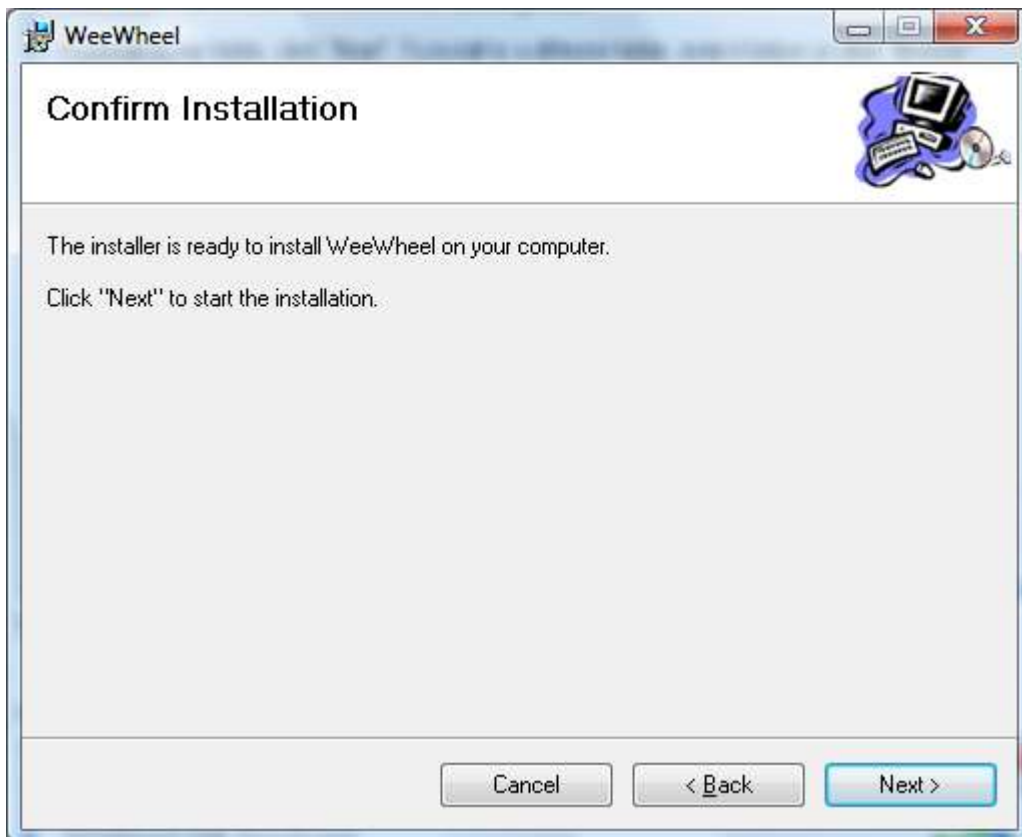 WeeWheel
Confirm Installation
The installer is ready to install WeeWheel on your computer.
Click "Next" to start the installation.
Cancel
< Back
Next >